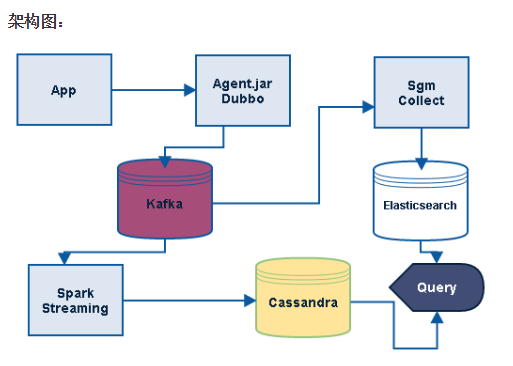 架构图：
App
Agent.jar
Dubbo
Sgm
Collect
Kafka
Elasticsearch
Spark
Streaming
Cassandra
Query